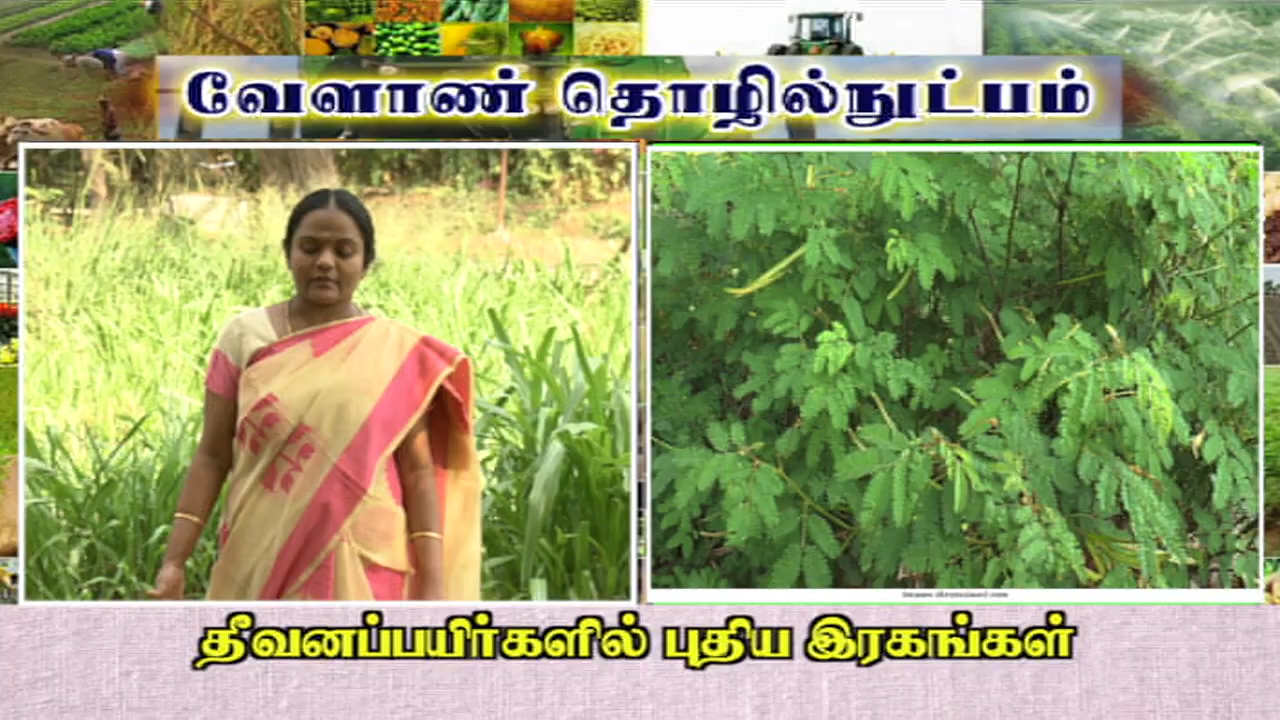 வேளாண் தொழில்நுட்பம்
தீவனப்பயிர்களில் புதிய இரகங்கள்